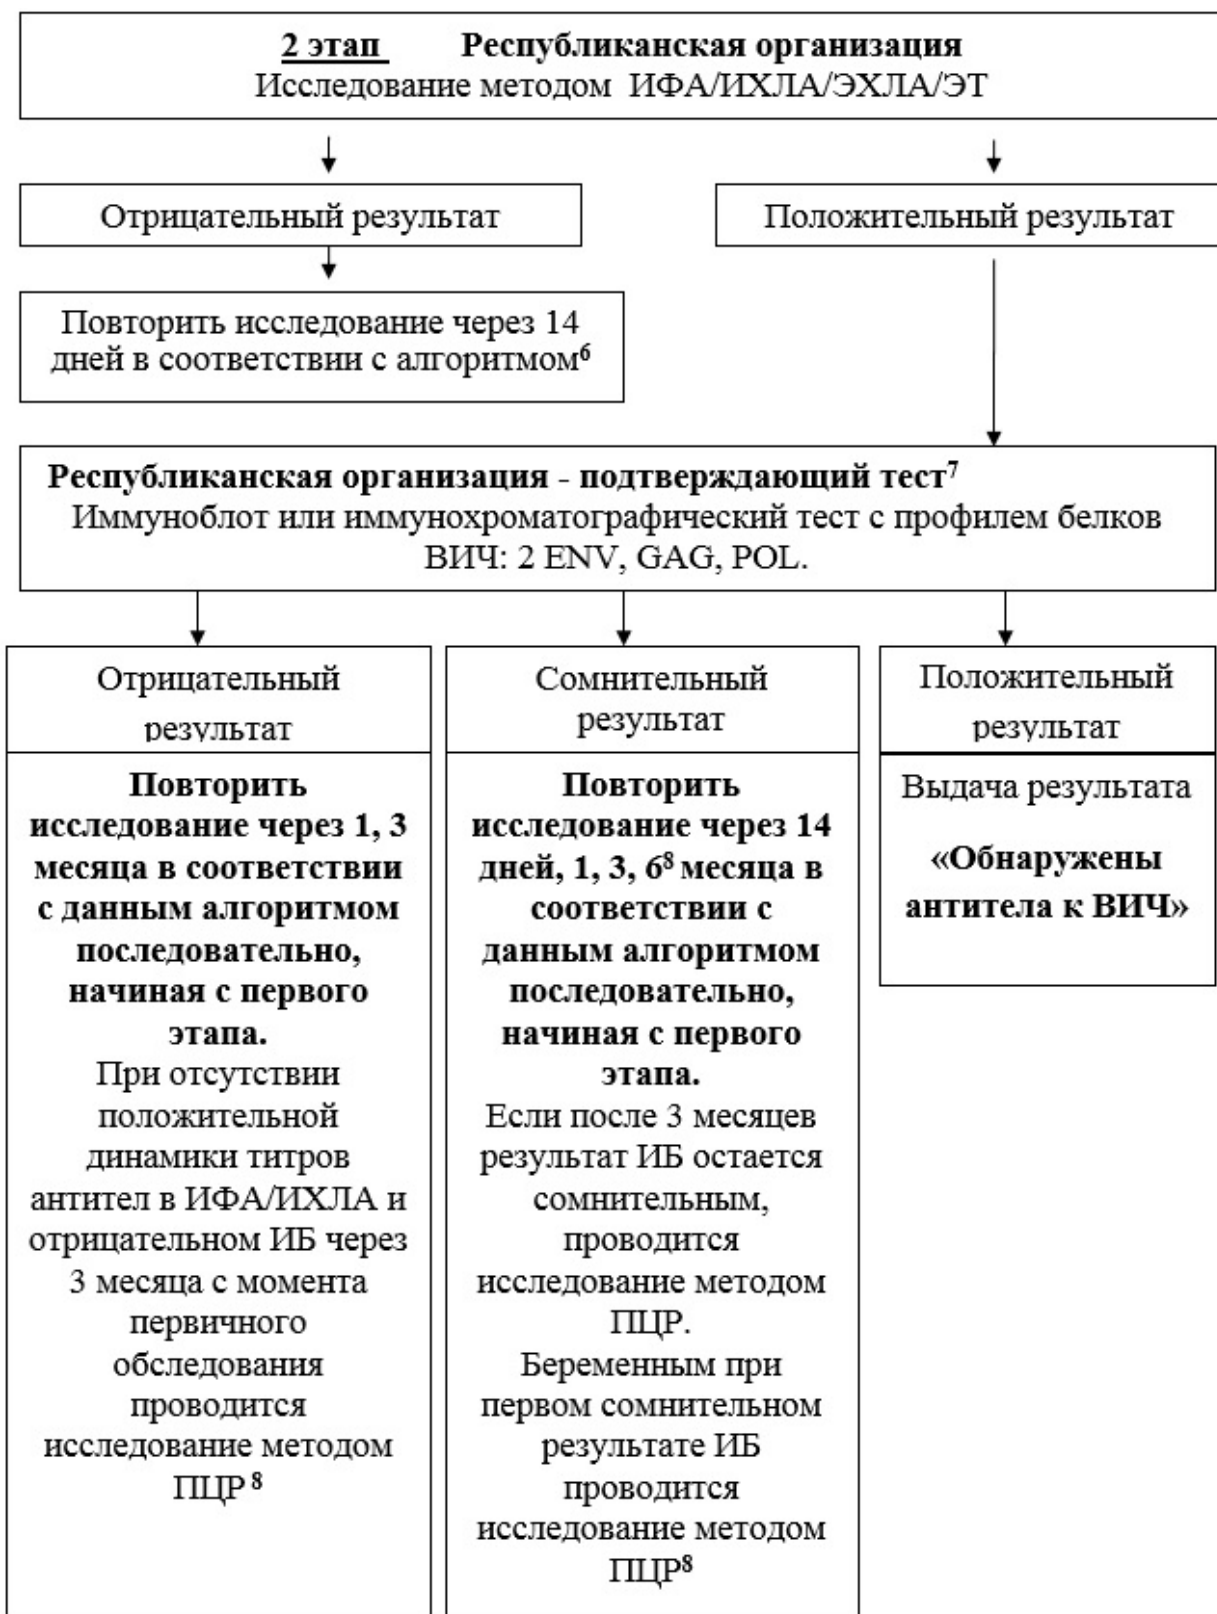 2 этап Республиканская организация
Исследование методом ИФА/ИХЛА/ЭХЛА/ЭТ
Отрицательный результат
Положительный результат
Повторить исследование через 14
дней в соответствии с алгоритмом⁶
Республиканская организация - подтверждающий тест⁷
Иммуноблот или иммунохроматографический тест с профилем белков
ВИЧ: 2 ENV, GAG, POL.
Отрицательный
результат
Повторить
исследование через 1, 3
месяца в соответствии
с данным алгоритмом
последовательно,
начиная с первого
этапа.
При отсутствии
положительной
динамики титров
антител в ИФА/ИХЛА и
отрицательном ИБ через
3 месяца с момента
первичного
обследования
проводится
исследование методом
ПЦР ⁸
Сомнительный
результат
Повторить
исследование через 14
дней, 1, 3, 6⁸ месяца в
соответствии с
данным алгоритмом
последовательно,
начиная с первого
этапа.
Если после 3 месяцев
результат ИБ остается
сомнительным,
проводится
исследование методом
ПЦР.
Беременным при
первом сомнительном
результате ИБ
проводится
исследование методом
ПЦР⁸
Положительный
результат
Выдача результата
«Обнаружены
антитела к ВИЧ»